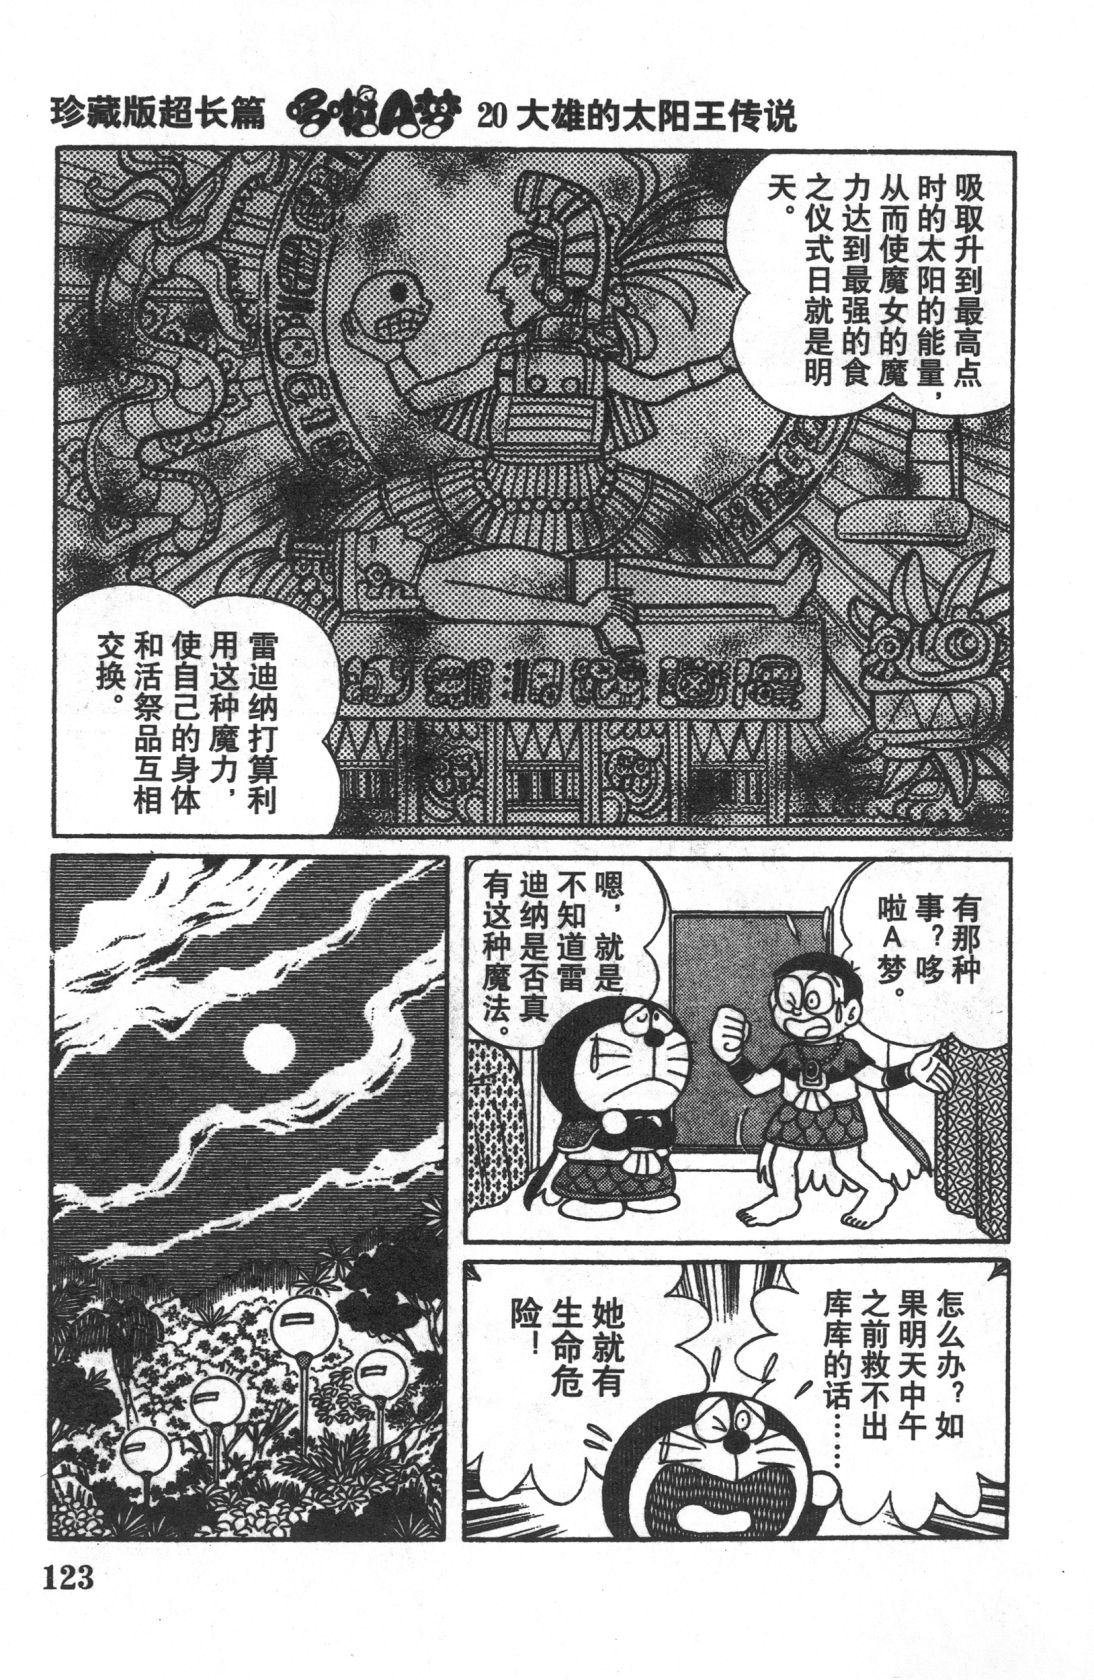 珍藏版超长篇 哆啦A梦 20 大雄的太阳王传说
吸取升到最高点
时的太阳的能量，
从而使魔女的魔
力达到最强的食
之仪式日就是明
天。
雷迪纳打算利
用这种魔力，
使自己的身体
和活祭品互相
交换。
有那种
事？哆
啦A梦。
嗯，就是
不知道雷
迪纳是否真
有这种魔法。
怎么办？如
果明天中午
之前救不出
库库的话……
她就有
生命危
险！
123